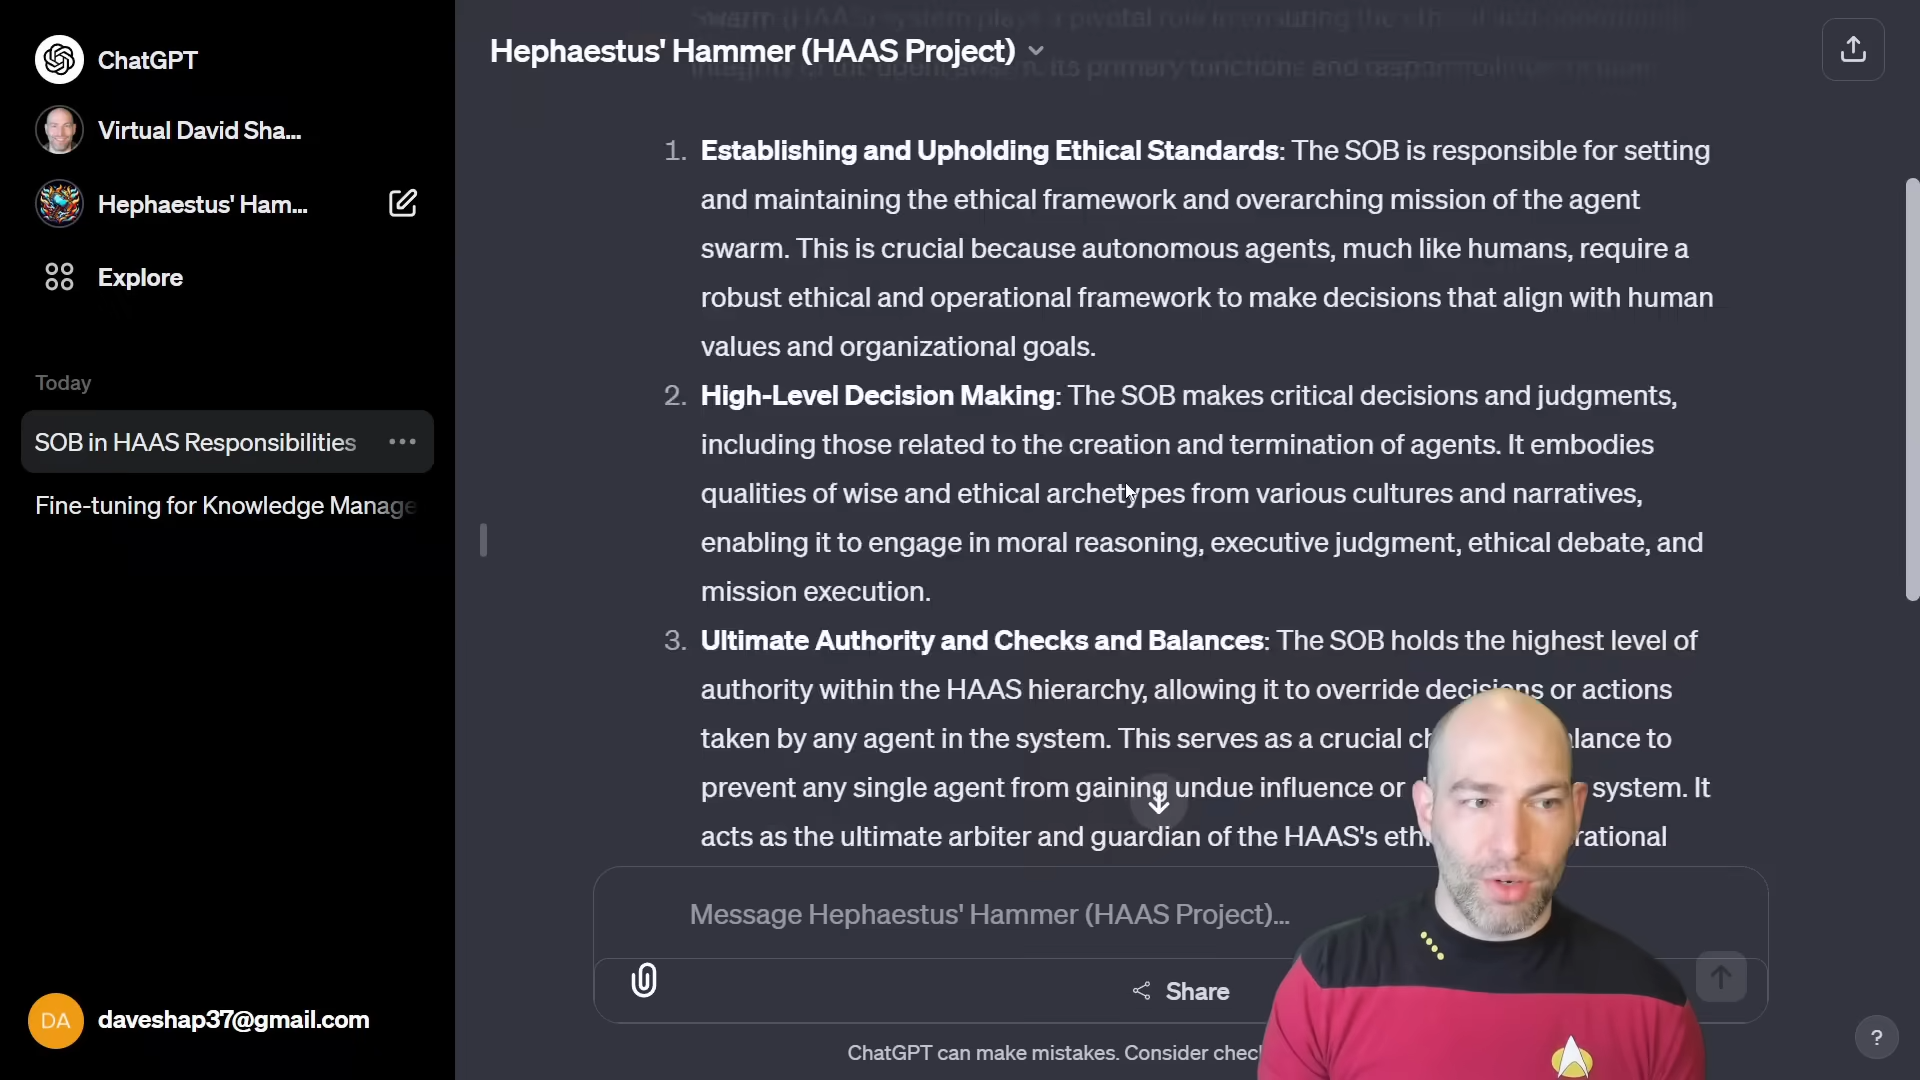 ChatGPT
Virtual David Sha...
Hephaestus' Ham...
Explore
Today
SOB in HAAS Responsibilities
Fine-tuning for Knowledge Manage
DA
daveshap37@gmail.com
Hephaestus' Hammer (HAAS Project)
1. Establishing and Upholding Ethical Standards: The SOB is responsible for setting
and maintaining the ethical framework and overarching mission of the agent
swarm. This is crucial because autonomous agents, much like humans, require a
robust ethical and operational framework to make decisions that align with human
values and organizational goals.
2. High-Level Decision Making: The SOB makes critical decisions and judgments,
including those related to the creation and termination of agents. It embodies
qualities of wise and ethical archetypes from various cultures and narratives,
enabling it to engage in moral reasoning, executive judgment, ethical debate, and
mission execution.
3. Ultimate Authority and Checks and Balances: The SOB holds the highest level of
authority within the HAAS hierarchy, allowing it to override decisions or actions
taken by any agent in the system. This serves as a crucial to
prevent any single agent from gaining undue influence or system. It
acts as the ultimate arbiter and guardian of the HAAS's
Message Hephaestus' Hammer (HAAS Project)...
Share
ChatGPT can make mistakes. Consider
?